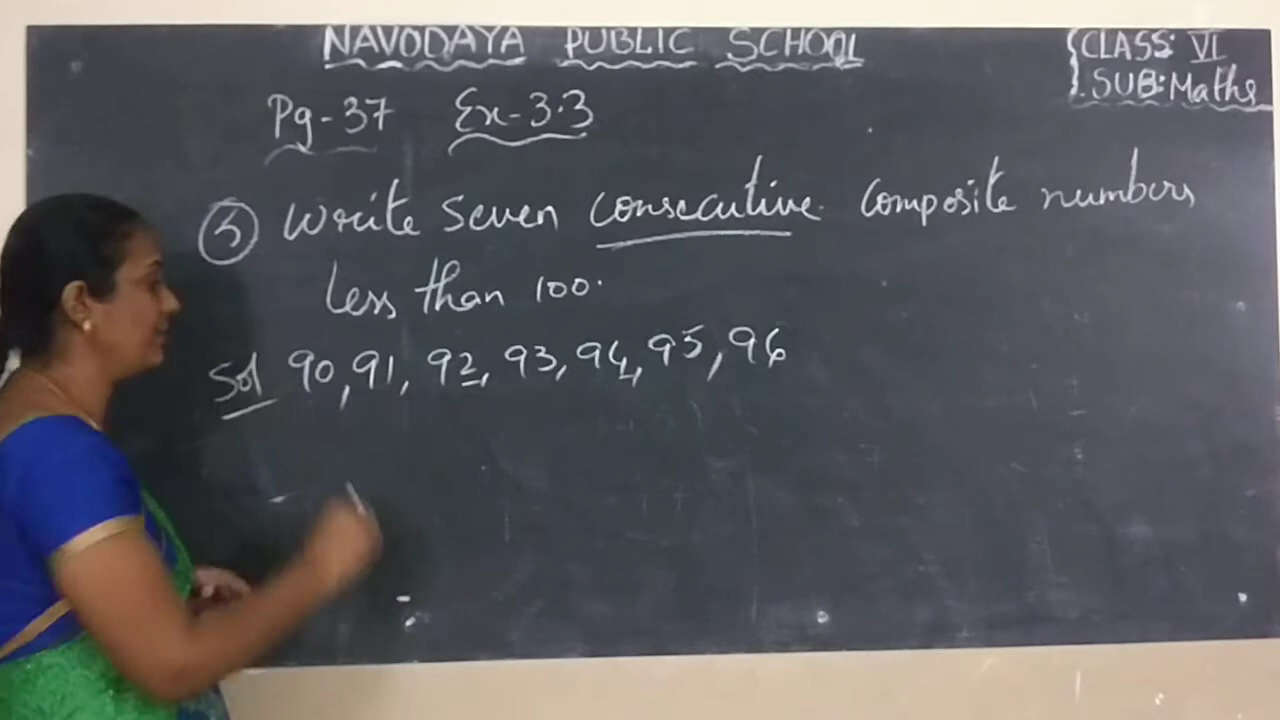 NAVODAYA PUBLIC SCHOOL
CLASS: VI
SUB: Maths
Pg-37 Ex-3.3
5 Write seven consecutive composite numbers
less than 100.
Sol 90, 91, 92, 93, 94, 95, 96